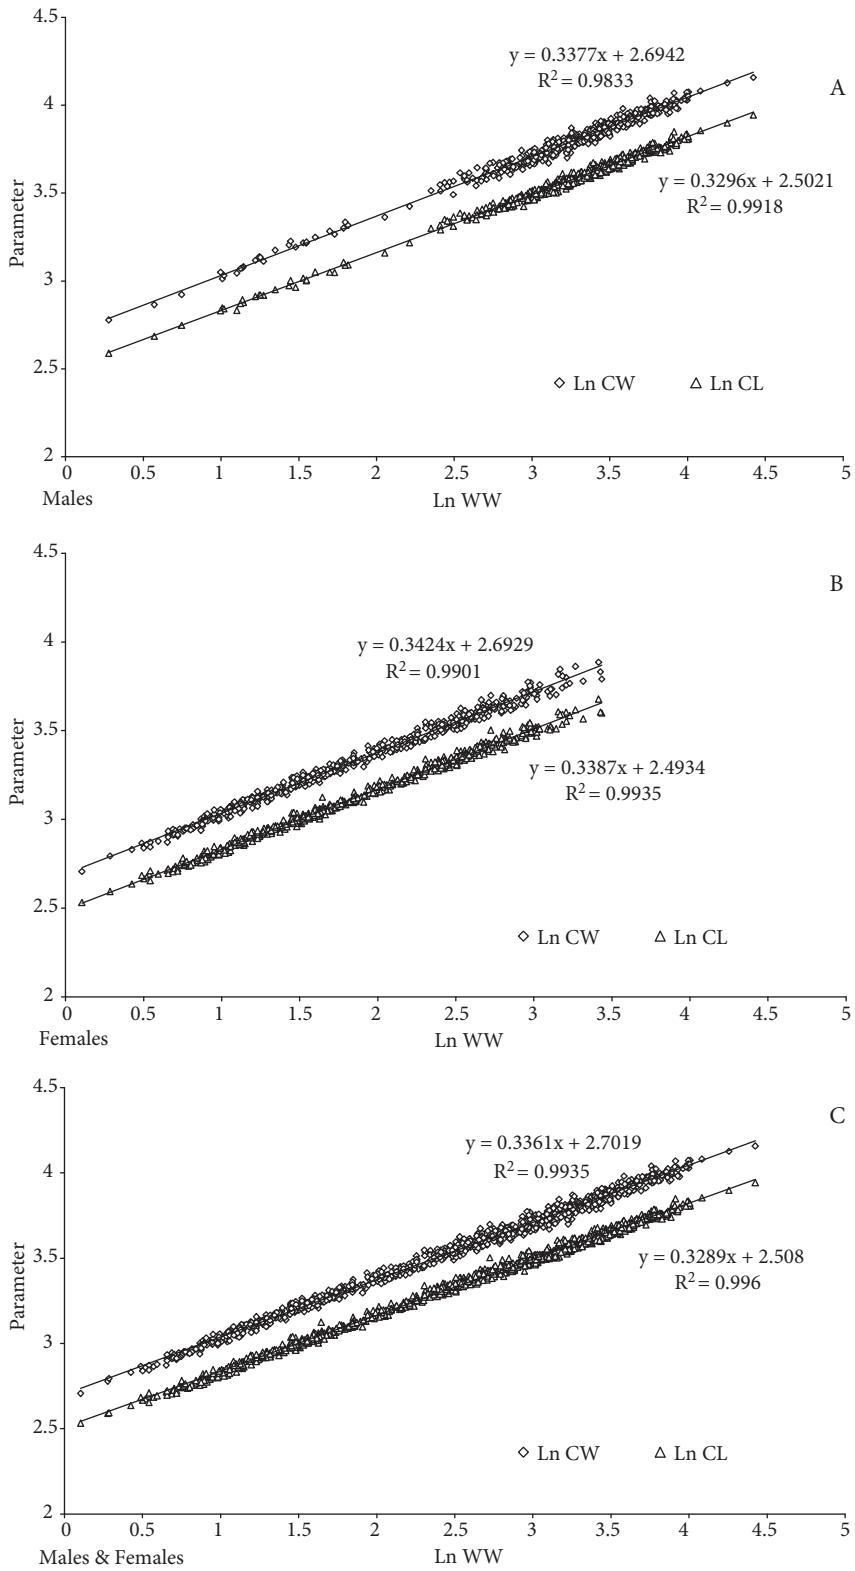 4.5
y = 0.3377x + 2.6942
R2 = 0.9833
A
4
y = 0.3296x + 2.5021
R2 = 0.9918
3.5
Parameter
3
2.5
Ln CW Ln CL
2
0 0.5 1 1.5 2 2.5 3 3.5 4 4.5 5
Males Ln WW
4.5
B
4
y = 0.3424x + 2.6929
R2 = 0.9901
3.5
Parameter
y = 0.3387x + 2.4934
R2 = 0.9935
3
2.5
Ln CW Ln CL
2
0 0.5 1 1.5 2 2.5 3 3.5 4 4.5 5
Females Ln WW
4.5
C
y = 0.3361x + 2.7019
R2 = 0.9935
4
3.5
y = 0.3289x + 2.508
R2 = 0.996
Parameter
3
2.5
Ln CW Ln CL
2
0 0.5 1 1.5 2 2.5 3 3.5 4 4.5 5
Males & Females Ln WW